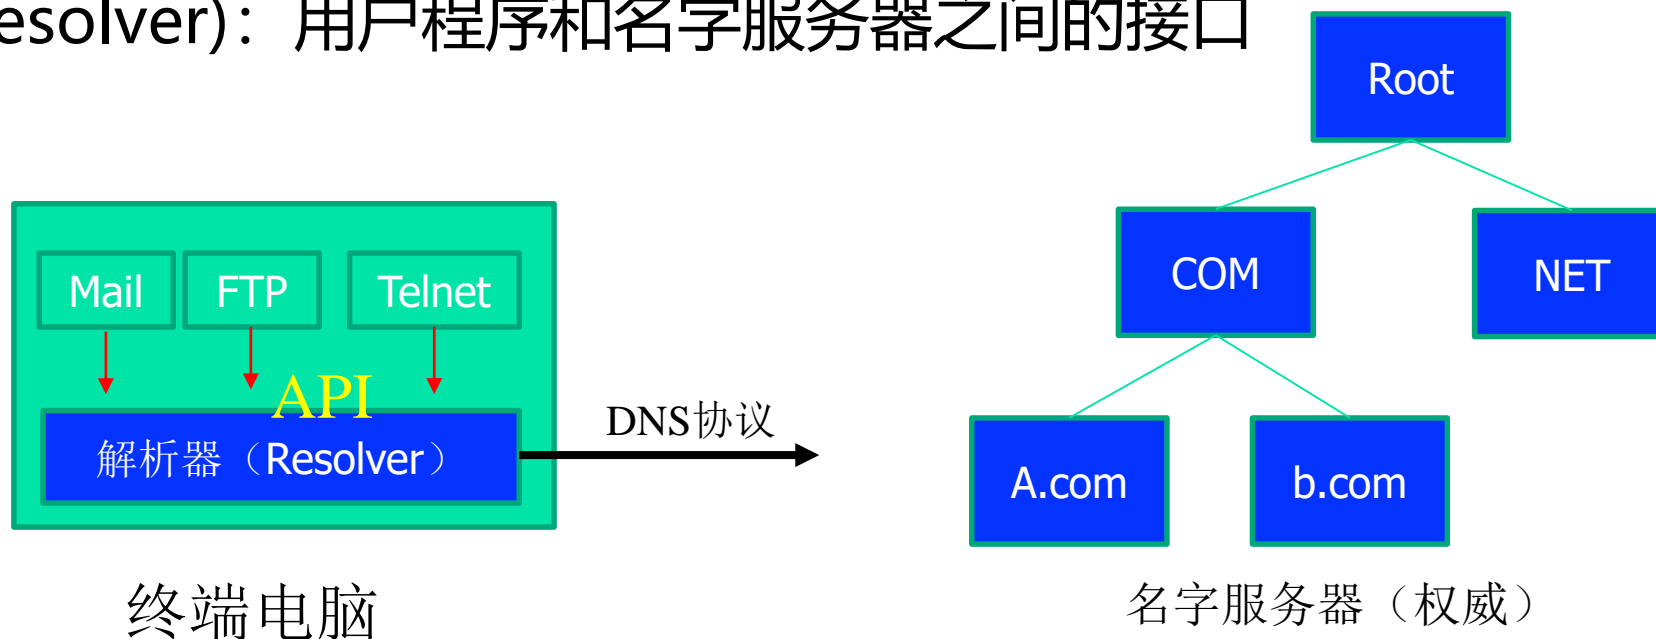 esolver)：用户程序和名字服务器之间的接口
Root
COM
NET
Mail
FTP
Telnet
API
解析器（Resolver）
DNS协议
A.com
b.com
终端电脑
名字服务器（权威）